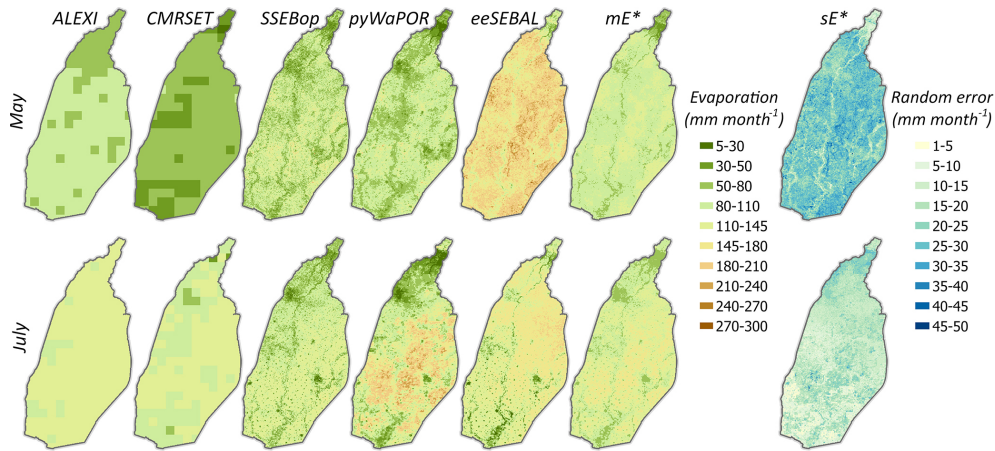 ALEXI CMRSET SSEBop pyWaPOR eeSEBAL mE* sE*
May
Evaporation
(mm month⁻¹)
5-30
30-50
50-80
80-110
110-145
145-180
180-210
210-240
240-270
270-300
Random error
(mm month⁻¹)
1-5
5-10
10-15
15-20
20-25
25-30
30-35
35-40
40-45
45-50
July